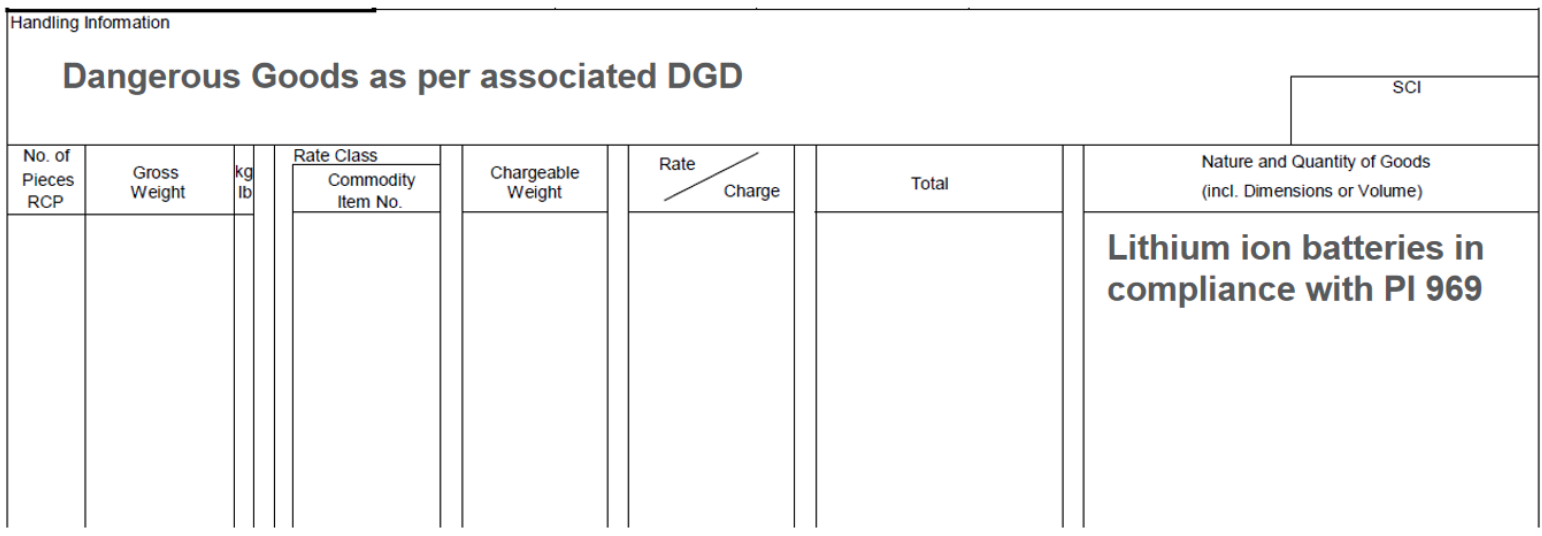 Handling Information
Dangerous Goods as per associated DGD
SCI
No. of
Pieces
RCP
Gross
Weight
kg
lb
Rate Class
Commodity
Item No.
Chargeable
Weight
Rate
Charge
Total
Nature and Quantity of Goods
(incl. Dimensions or Volume)
Lithium ion batteries in
compliance with PI 969